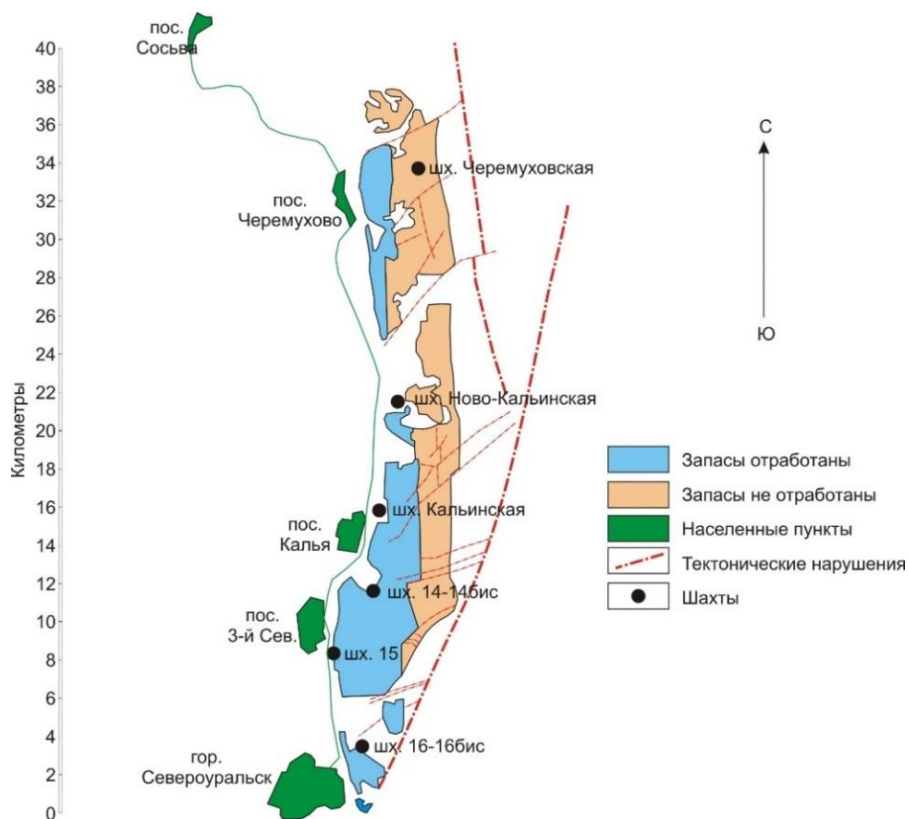 пос.
Сосьва
40
38
36
34
32
30
28
26
24
22
20
18
16
14
12
10
8
6
4
2
0
Километры
С
Ю
шх. Черемуховская
пос.
Черемухово
шх. Ново-Кальинская
шх. Кальинская
пос.
Калья
шх. 14-14бис
пос.
3-й Сев.
шх. 15
шх. 16-16бис
гор.
Североуральск
Запасы отработаны
Запасы не отработаны
Населенные пункты
Тектонические нарушения
Шахты